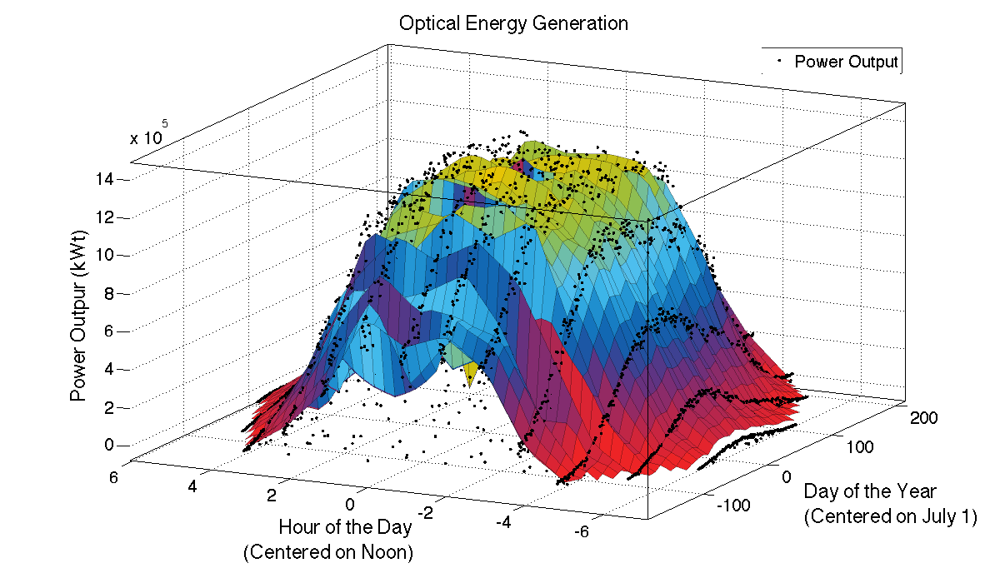 Optical Energy Generation
Power Output
x 10^5
14
12
10
8
6
4
2
0
Power Outpur (kWt)
6
4
2
0
-2
-4
-6
Hour of the Day
(Centered on Noon)
200
100
0
-100
Day of the Year
(Centered on July 1)